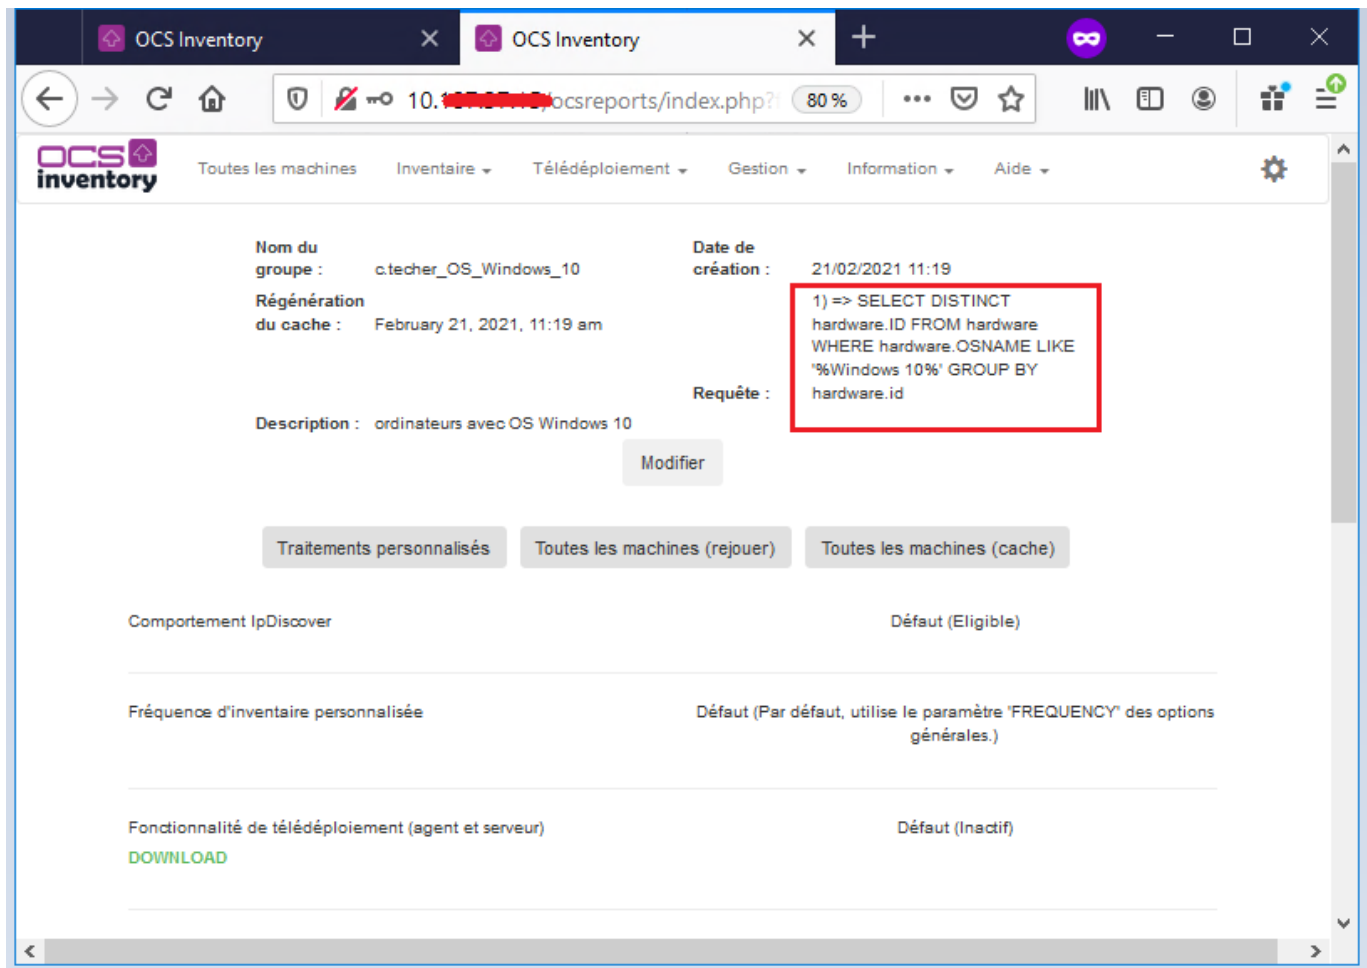 OCS Inventory
OCS Inventory
10.
/ocsreports/index.php?
80 %
OCS
inventory
Toutes les machines
Inventaire
Télédéploiement
Gestion
Information
Aide
Nom du
groupe :
c.techer_OS_Windows_10
Date de
création :
21/02/2021 11:19
Régénération
du cache :
February 21, 2021, 11:19 am
Requête :
1) => SELECT DISTINCT
hardware.ID FROM hardware
WHERE hardware.OSNAME LIKE
'%Windows 10%' GROUP BY
hardware.id
Description :
ordinateurs avec OS Windows 10
Modifier
Traitements personnalisés
Toutes les machines (rejouer)
Toutes les machines (cache)
Comportement IpDiscover
Défaut (Eligible)
Fréquence d'inventaire personnalisée
Défaut (Par défaut, utilise le paramètre 'FREQUENCY' des options
générales.)
Fonctionnalité de télédéploiement (agent et serveur)
DOWNLOAD
Défaut (Inactif)